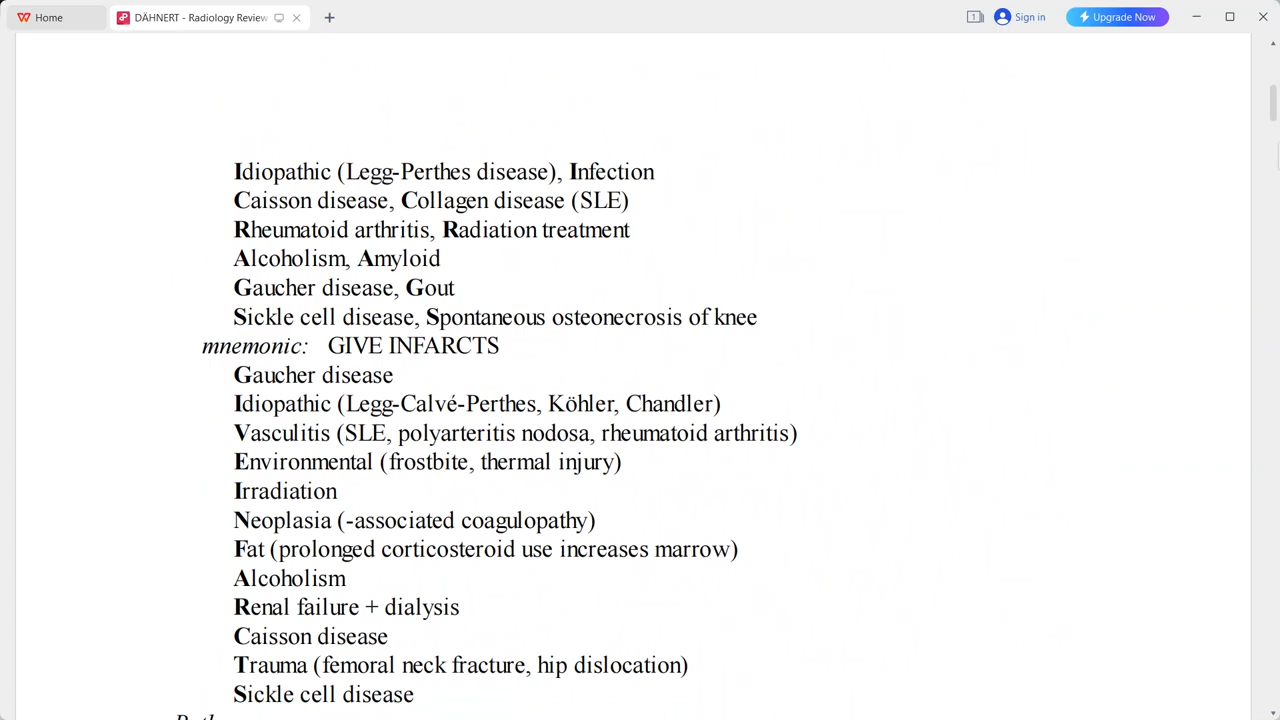 Home
DÄHNERT - Radiology Review
1
Sign in
Upgrade Now
Idiopathic (Legg-Perthes disease), Infection
Caisson disease, Collagen disease (SLE)
Rheumatoid arthritis, Radiation treatment
Alcoholism, Amyloid
Gaucher disease, Gout
Sickle cell disease, Spontaneous osteonecrosis of knee
mnemonic: GIVE INFARCTS
Gaucher disease
Idiopathic (Legg-Calvé-Perthes, Köhler, Chandler)
Vasculitis (SLE, polyarteritis nodosa, rheumatoid arthritis)
Environmental (frostbite, thermal injury)
Irradiation
Neoplasia (-associated coagulopathy)
Fat (prolonged corticosteroid use increases marrow)
Alcoholism
Renal failure + dialysis
Caisson disease
Trauma (femoral neck fracture, hip dislocation)
Sickle cell disease